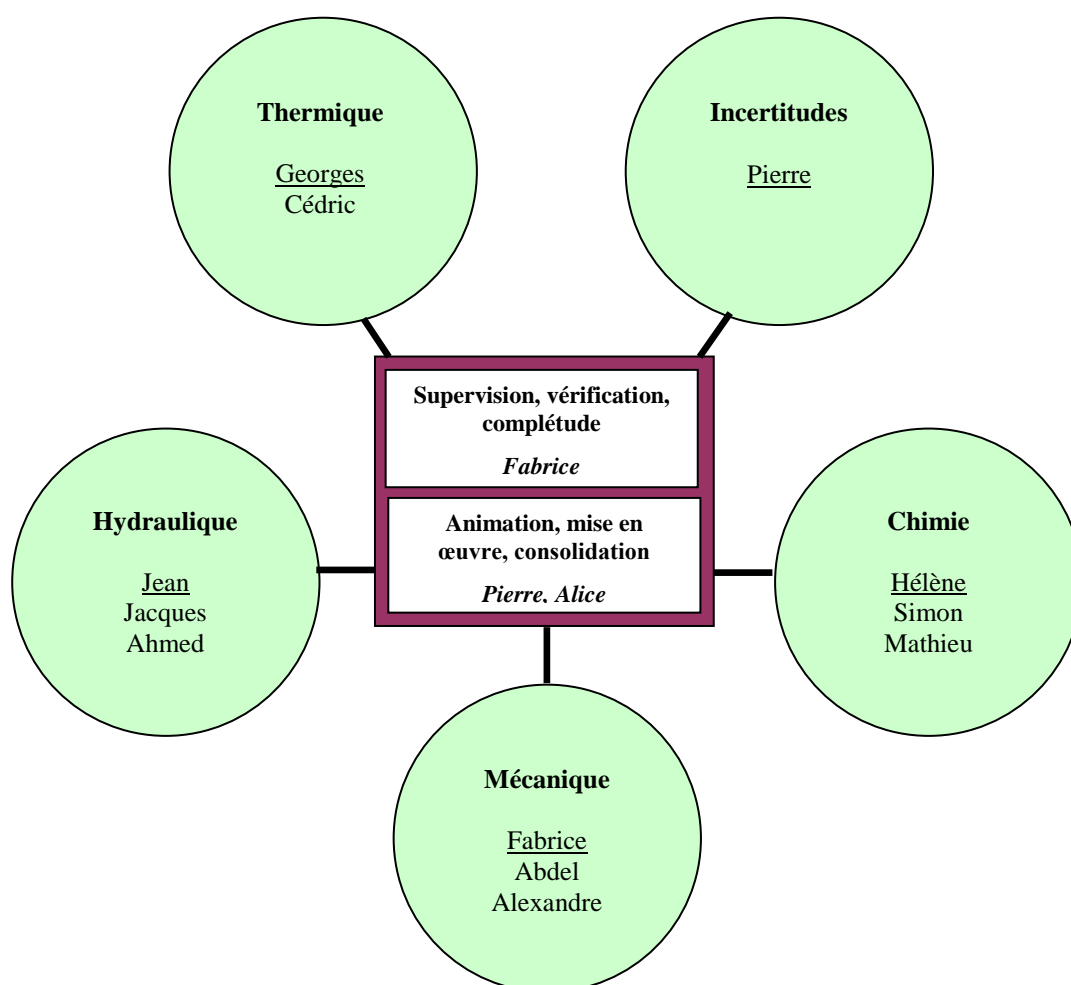 Thermique
Georges
Cédric
Incertitudes
Pierre
Supervision, vérification,
complétude
Fabrice
Animation, mise en
œuvre, consolidation
Pierre, Alice
Hydraulique
Jean
Jacques
Ahmed
Chimie
Hélène
Simon
Mathieu
Mécanique
Fabrice
Abdel
Alexandre